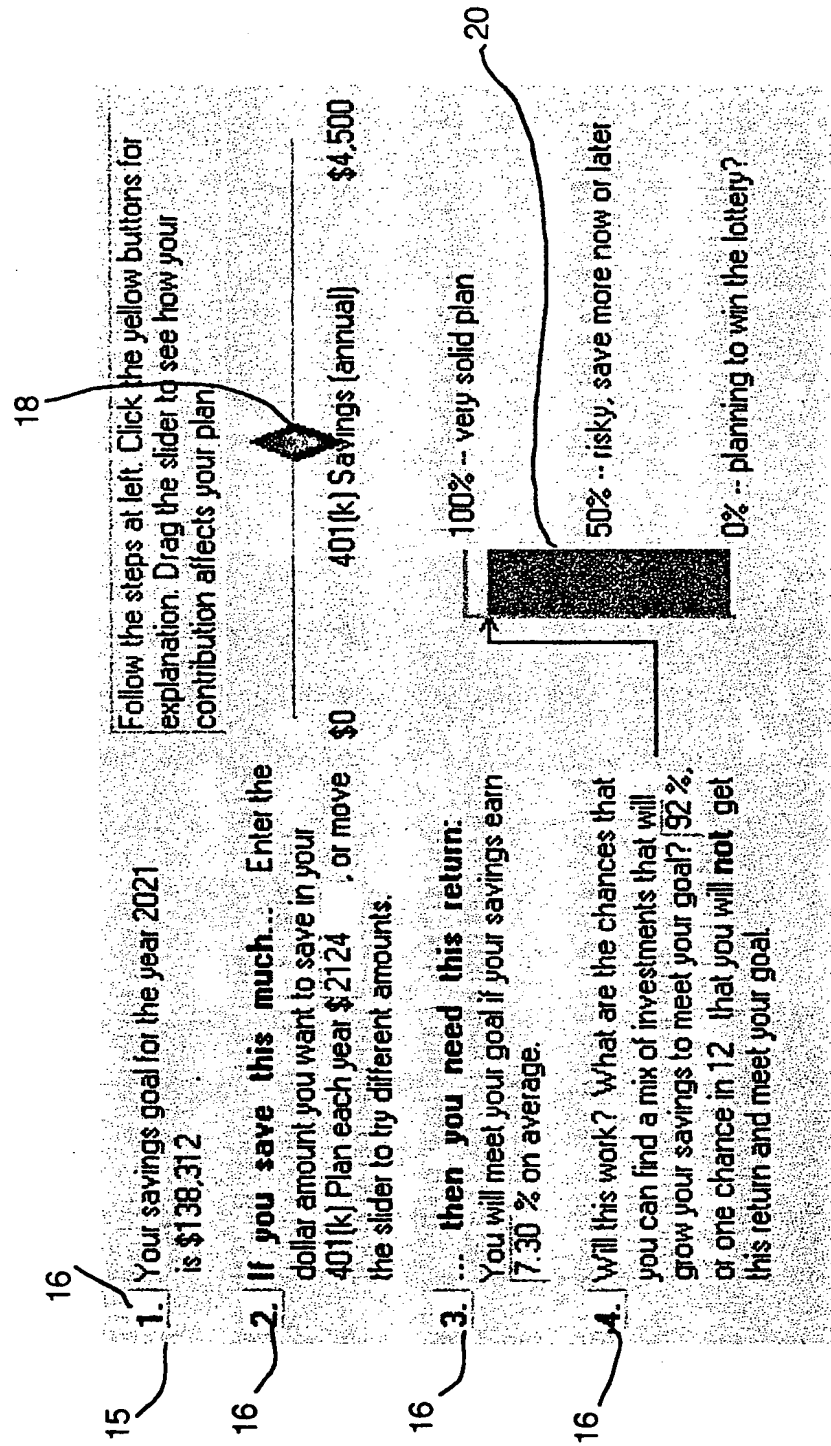 15
16
1. Your savings goal for the year 2021
is $138,312
16
2. If you save this much... Enter the
dollar amount you want to save in your
401(k) Plan each year $ 2124 , or move
the slider to try different amounts.
16
3. ... then you need this return:
You will meet your goal if your savings earn
7.30 % on average.
16
4. Will this work? What are the chances that
you can find a mix of investments that will
grow your savings to meet your goal? 92 %,
or one chance in 12 that you will not get
this return and meet your goal.
18
Follow the steps at left. Click the yellow buttons for
explanation. Drag the slider to see how your
contribution affects your plan
$0 401(k) Savings (annual) $4,500
20
100% -- very solid plan
50% -- risky, save more now or later
0% -- planning to win the lottery?